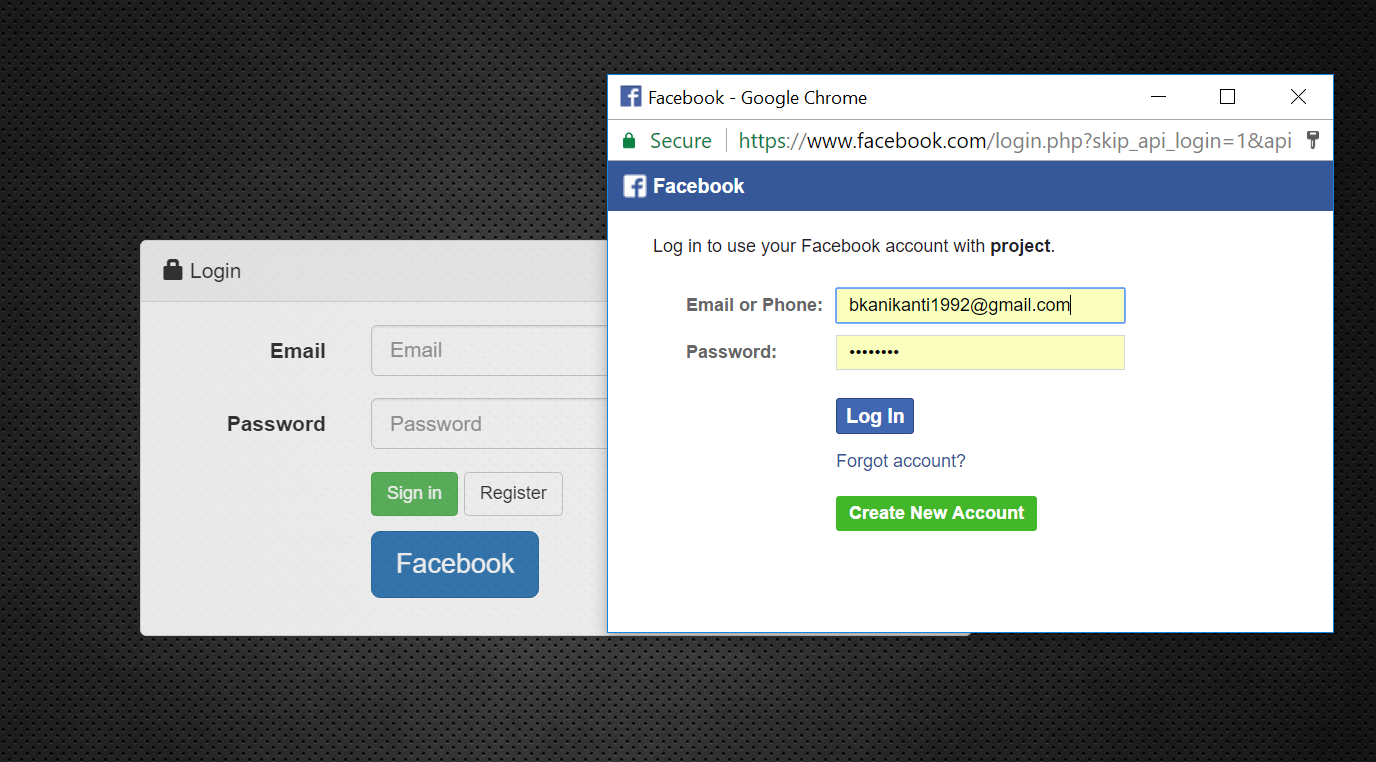 Facebook - Google Chrome
Secure https://www.facebook.com/login.php?skip_api_login=1&api
Facebook
Log in to use your Facebook account with project.
Email or Phone: bkanikanti1992@gmail.com
Password: ••••••••
Log In
Forgot account?
Create New Account
Login
Email Email
Password Password
Sign in Register
Facebook